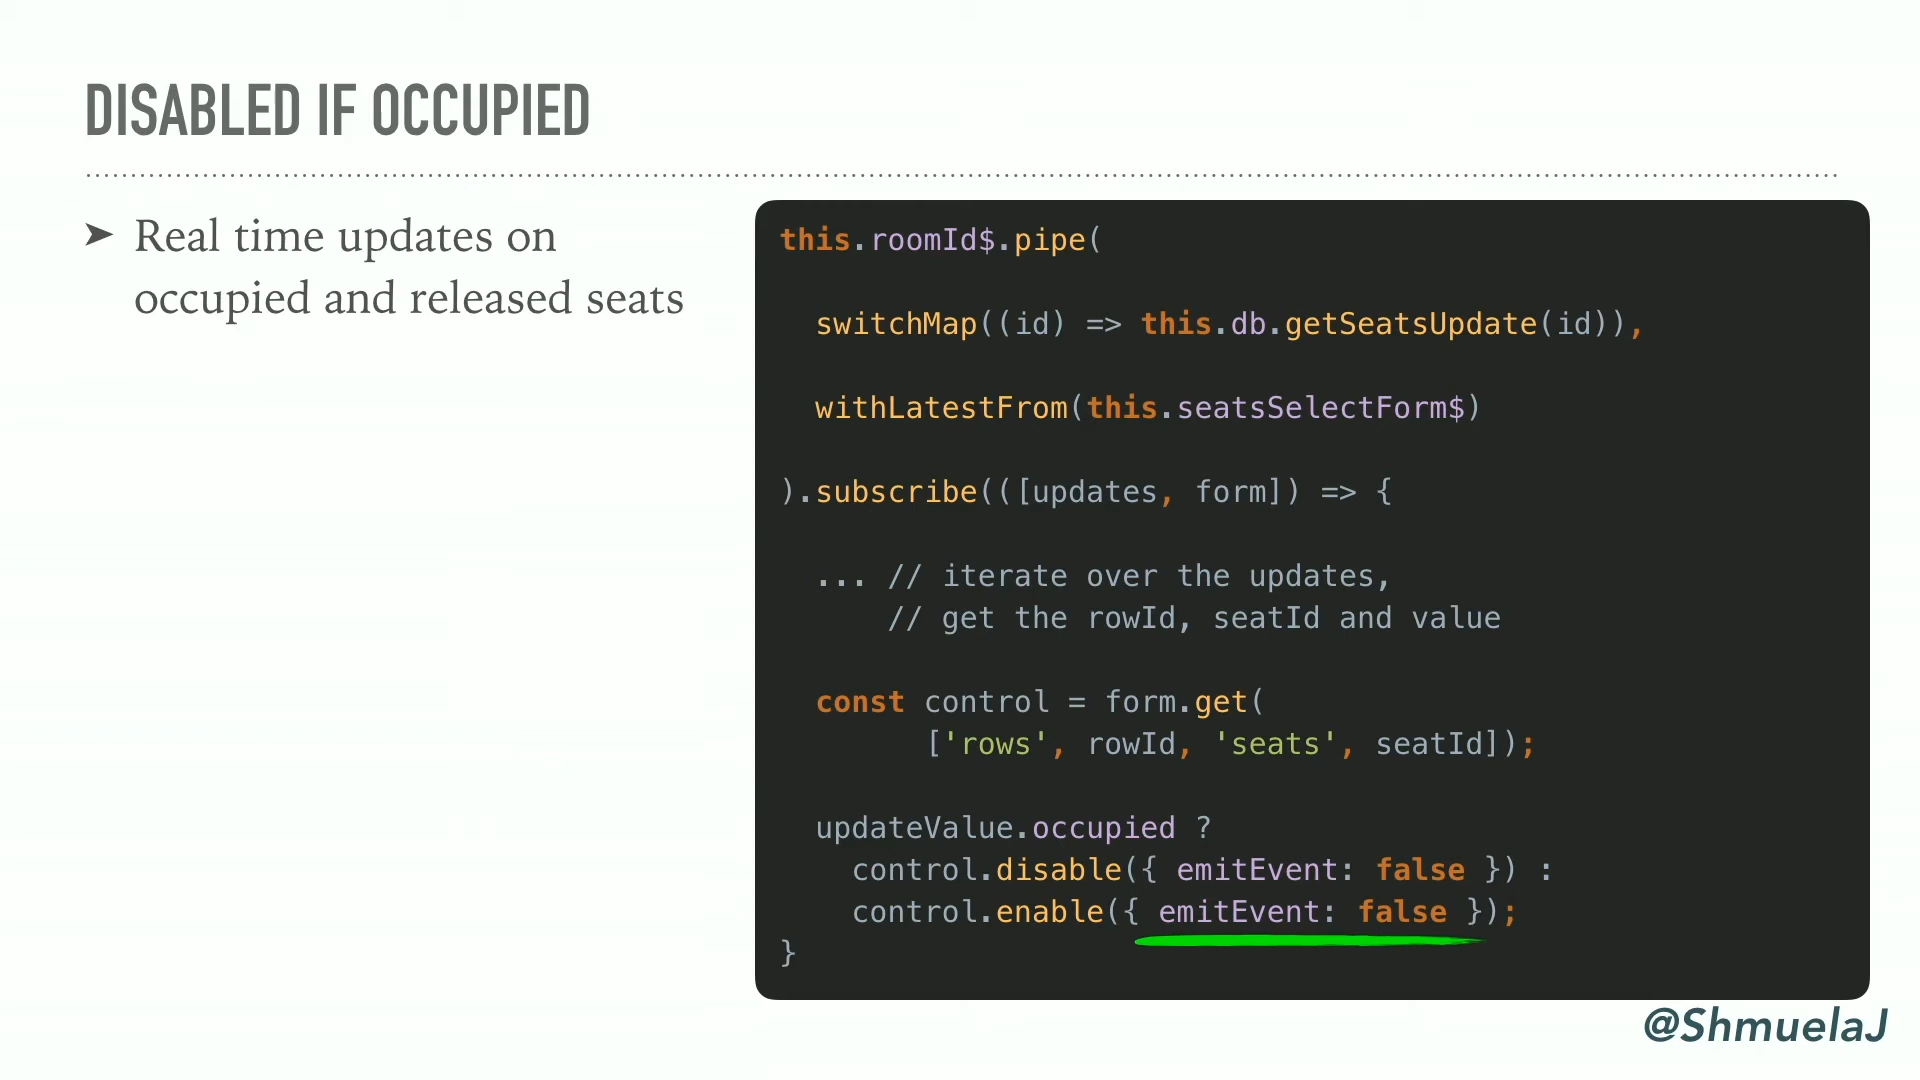 DISABLED IF OCCUPIED
➤ Real time updates on
occupied and released seats
this.roomId$.pipe(
switchMap((id) => this.db.getSeatsUpdate(id)),
withLatestFrom(this.seatsSelectForm$)
).subscribe(([updates, form]) => {
... // iterate over the updates,
// get the rowId, seatId and value
const control = form.get(
['rows', rowId, 'seats', seatId]);
updateValue.occupied ?
control.disable({ emitEvent: false }) :
control.enable({ emitEvent: false });
}
@ShmuelaJ